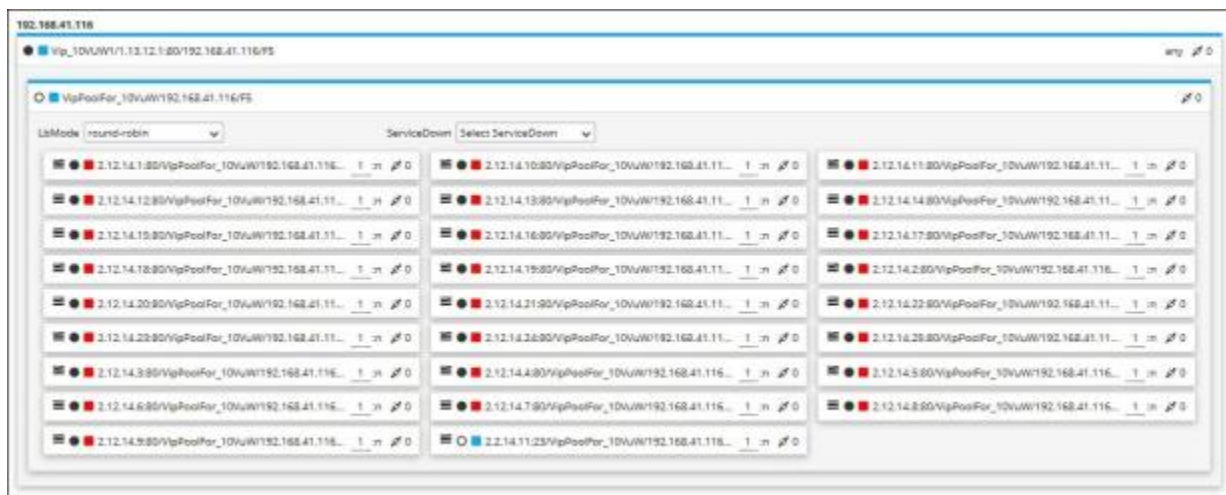 192.168.41.116
Vip_10VUW1/1.13.12.1:80/192.168.41.116/F5 any 0
VipPoolFor_10VuW/192.168.41.116/F5 0
LbMode round-robin ServiceDown Select ServiceDown
2.12.14.1:80/VipPoolFor_10VuW/192.168.41.116... 1 :n 0 2.12.14.10:80/VipPoolFor_10VuW/192.168.41.11... 1 :n 0 2.12.14.11:80/VipPoolFor_10VuW/192.168.41.11... 1 :n 0
2.12.14.12:80/VipPoolFor_10VuW/192.168.41.11... 1 :n 0 2.12.14.13:80/VipPoolFor_10VuW/192.168.41.11... 1 :n 0 2.12.14.14:80/VipPoolFor_10VuW/192.168.41.11... 1 :n 0
2.12.14.15:80/VipPoolFor_10VuW/192.168.41.11... 1 :n 0 2.12.14.16:80/VipPoolFor_10VuW/192.168.41.11... 1 :n 0 2.12.14.17:80/VipPoolFor_10VuW/192.168.41.11... 1 :n 0
2.12.14.18:80/VipPoolFor_10VuW/192.168.41.11... 1 :n 0 2.12.14.19:80/VipPoolFor_10VuW/192.168.41.11... 1 :n 0 2.12.14.2:80/VipPoolFor_10VuW/192.168.41.116... 1 :n 0
2.12.14.20:80/VipPoolFor_10VuW/192.168.41.11... 1 :n 0 2.12.14.21:80/VipPoolFor_10VuW/192.168.41.11... 1 :n 0 2.12.14.22:80/VipPoolFor_10VuW/192.168.41.11... 1 :n 0
2.12.14.23:80/VipPoolFor_10VuW/192.168.41.11... 1 :n 0 2.12.14.24:80/VipPoolFor_10VuW/192.168.41.11... 1 :n 0 2.12.14.25:80/VipPoolFor_10VuW/192.168.41.11... 1 :n 0
2.12.14.3:80/VipPoolFor_10VuW/192.168.41.116... 1 :n 0 2.12.14.4:80/VipPoolFor_10VuW/192.168.41.116... 1 :n 0 2.12.14.5:80/VipPoolFor_10VuW/192.168.41.116... 1 :n 0
2.12.14.6:80/VipPoolFor_10VuW/192.168.41.116... 1 :n 0 2.12.14.7:80/VipPoolFor_10VuW/192.168.41.116... 1 :n 0 2.12.14.8:80/VipPoolFor_10VuW/192.168.41.116... 1 :n 0
2.12.14.9:80/VipPoolFor_10VuW/192.168.41.116... 1 :n 0 2.2.14.11:23/VipPoolFor_10VuW/192.168.41.116... 1 :n 0